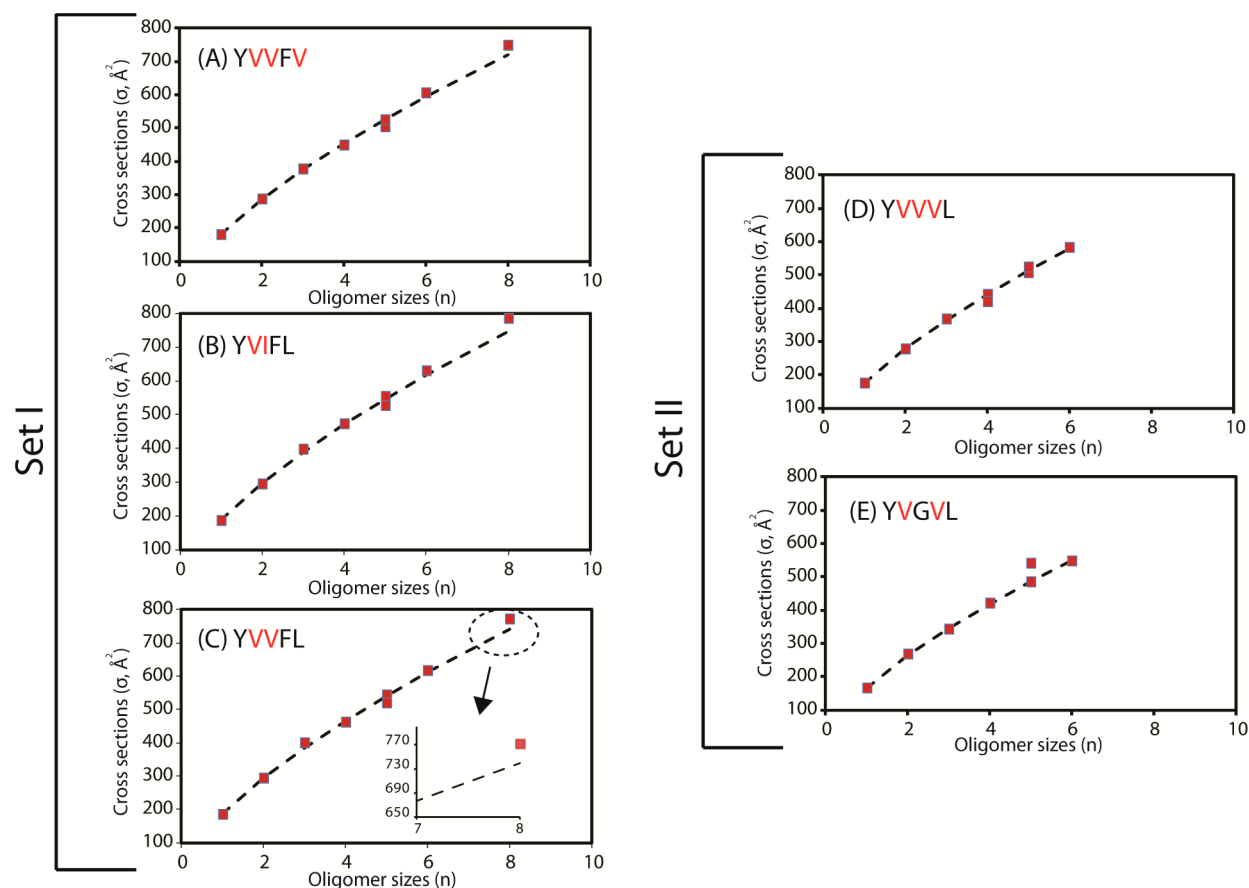 Set I
(A) YVVFV
Cross sections (σ, Å²)
800
700
600
500
400
300
200
100
0 2 4 6 8 10
Oligomer sizes (n)
(B) YVIFL
Cross sections (σ, Å²)
800
700
600
500
400
300
200
100
0 2 4 6 8 10
Oligomer sizes (n)
(C) YVVFL
Cross sections (σ, Å²)
800
700
600
500
400
300
200
100
770
730
690
650
7 8
0 2 4 6 8 10
Oligomer sizes (n)
Set II
(D) YVVVL
Cross sections (σ, Å²)
800
700
600
500
400
300
200
100
0 2 4 6 8 10
Oligomer sizes (n)
(E) YVGVL
Cross sections (σ, Å²)
800
700
600
500
400
300
200
100
0 2 4 6 8 10
Oligomer sizes (n)